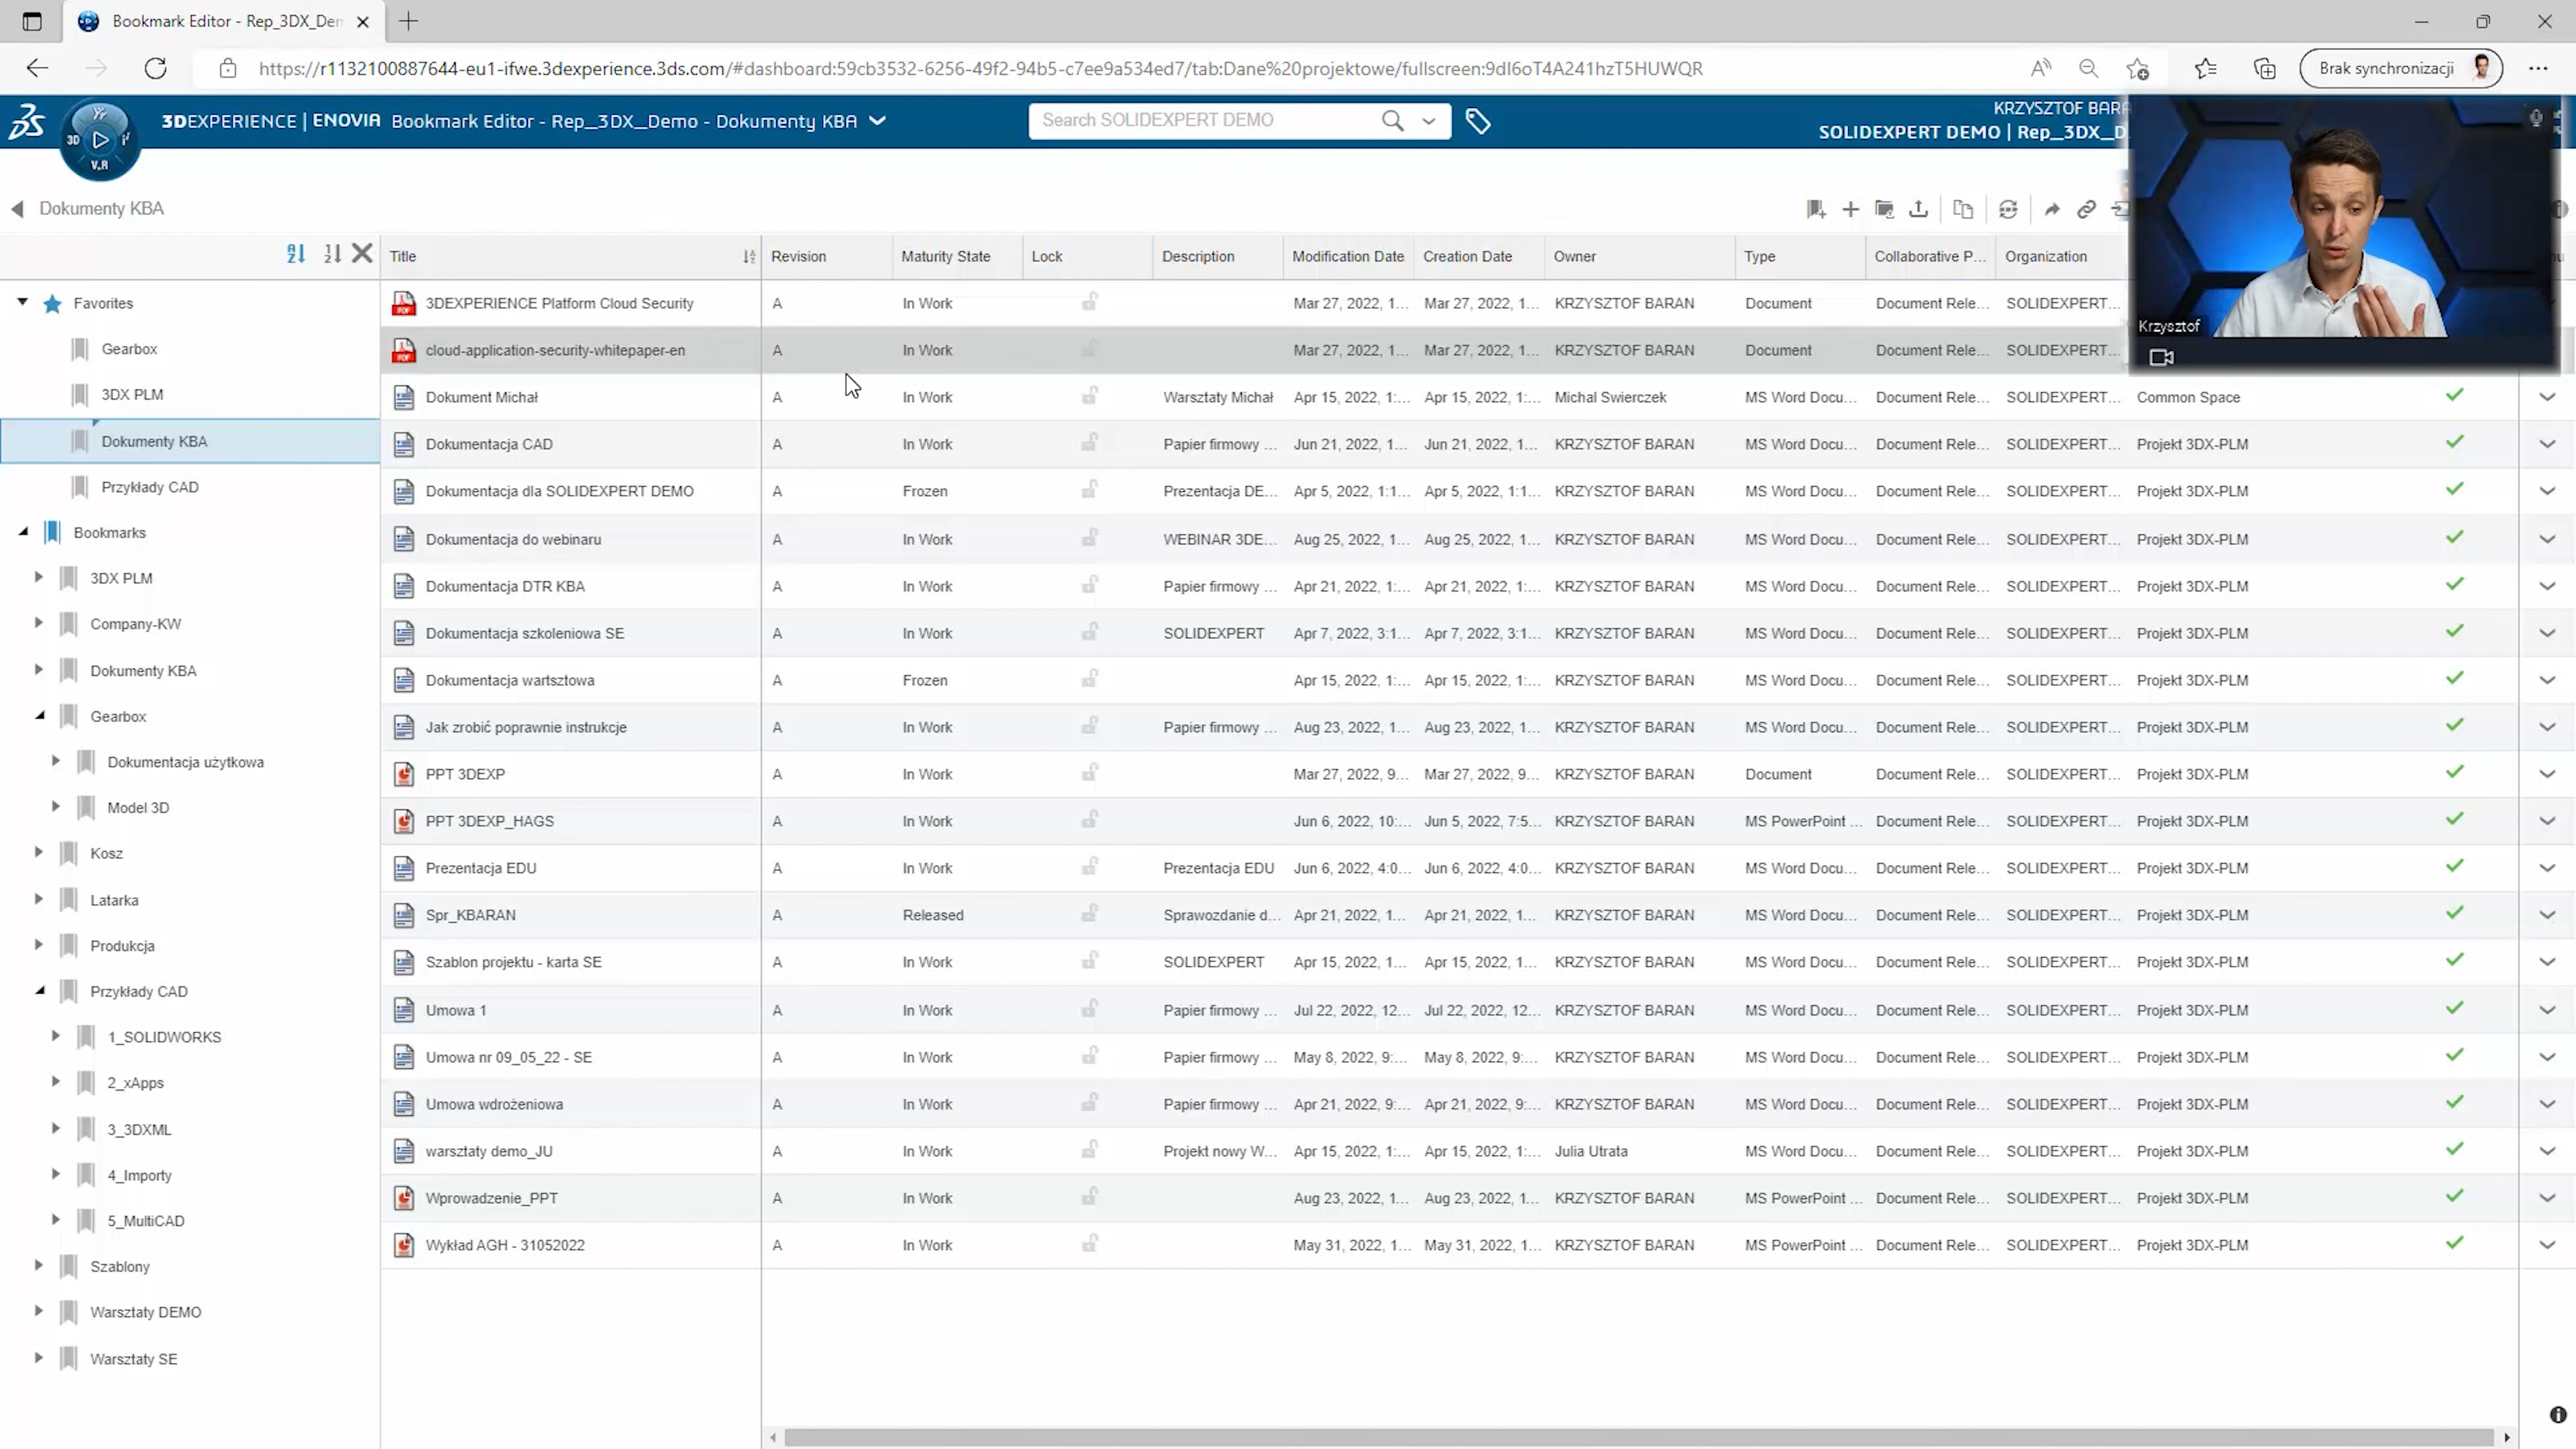 Bookmark Editor - Rep_3DX_Der
https://r1132100887644-eu1-ifwe.3dexperience.3ds.com/#dashboard:59cb3532-6256-49f2-94b5-c7ee9a534ed7/tab:Dane%20projektowe/fullscreen:9dI6oT4A241hzT5HUWQR
Brak synchronizacji
3D
V.R
3DEXPERIENCE | ENOVIA Bookmark Editor - Rep_3DX_Demo - Dokumenty KBA
Search SOLIDEXPERT DEMO
KRZYSZTOF BARA
SOLIDEXPERT DEMO | Rep_3DX_D
Dokumenty KBA
Favorites
Gearbox
3DX PLM
Dokumenty KBA
Przykłady CAD
Bookmarks
3DX PLM
Company-KW
Dokumenty KBA
Gearbox
Dokumentacja użytkowa
Model 3D
Kosz
Latarka
Produkcja
Przykłady CAD
1_SOLIDWORKS
2_xApps
3_3DXML
4_Importy
5_MultiCAD
Szablony
Warsztaty DEMO
Warsztaty SE
Title Revision Maturity State Lock Description Modification Date Creation Date Owner Type Collaborative P... Organization
3DEXPERIENCE Platform Cloud Security A In Work Mar 27, 2022, 1... Mar 27, 2022, 1... KRZYSZTOF BARAN Document Document Rele... SOLIDEXPERT...
cloud-application-security-whitepaper-en A In Work Mar 27, 2022, 1... Mar 27, 2022, 1... KRZYSZTOF BARAN Document Document Rele... SOLIDEXPERT...
Dokument Michał A In Work Warsztaty Michał Apr 15, 2022, 1:... Apr 15, 2022, 1:... Michal Swierczek MS Word Docu... Document Rele... SOLIDEXPERT... Common Space
Dokumentacja CAD A In Work Papier firmowy ... Jun 21, 2022, 1... Jun 21, 2022, 1... KRZYSZTOF BARAN MS Word Docu... Document Rele... SOLIDEXPERT... Projekt 3DX-PLM
Dokumentacja dla SOLIDEXPERT DEMO A Frozen Prezentacja DE... Apr 5, 2022, 1:1... Apr 5, 2022, 1:1... KRZYSZTOF BARAN MS Word Docu... Document Rele... SOLIDEXPERT... Projekt 3DX-PLM
Dokumentacja do webinaru A In Work WEBINAR 3DE... Aug 25, 2022, 1... Aug 25, 2022, 1... KRZYSZTOF BARAN MS Word Docu... Document Rele... SOLIDEXPERT... Projekt 3DX-PLM
Dokumentacja DTR KBA A In Work Papier firmowy ... Apr 21, 2022, 1:... Apr 21, 2022, 1:... KRZYSZTOF BARAN MS Word Docu... Document Rele... SOLIDEXPERT... Projekt 3DX-PLM
Dokumentacja szkoleniowa SE A In Work SOLIDEXPERT Apr 7, 2022, 3:1... Apr 7, 2022, 3:1... KRZYSZTOF BARAN MS Word Docu... Document Rele... SOLIDEXPERT... Projekt 3DX-PLM
Dokumentacja wartsztowa A Frozen Apr 15, 2022, 1:... Apr 15, 2022, 1:... KRZYSZTOF BARAN MS Word Docu... Document Rele... SOLIDEXPERT... Projekt 3DX-PLM
Jak zrobić poprawnie instrukcje A In Work Papier firmowy ... Aug 23, 2022, 1... Aug 23, 2022, 1... KRZYSZTOF BARAN MS Word Docu... Document Rele... SOLIDEXPERT... Projekt 3DX-PLM
PPT 3DEXP A In Work Mar 27, 2022, 9... Mar 27, 2022, 9... KRZYSZTOF BARAN Document Document Rele... SOLIDEXPERT... Projekt 3DX-PLM
PPT 3DEXP_HAGS A In Work Jun 6, 2022, 10:... Jun 5, 2022, 7:5... KRZYSZTOF BARAN MS PowerPoint ... Document Rele... SOLIDEXPERT... Projekt 3DX-PLM
Prezentacja EDU A In Work Prezentacja EDU Jun 6, 2022, 4:0... Jun 6, 2022, 4:0... KRZYSZTOF BARAN MS Word Docu... Document Rele... SOLIDEXPERT... Projekt 3DX-PLM
Spr_KBARAN A Released Sprawozdanie d... Apr 21, 2022, 1... Apr 21, 2022, 1... KRZYSZTOF BARAN MS Word Docu... Document Rele... SOLIDEXPERT... Projekt 3DX-PLM
Szablon projektu - karta SE A In Work SOLIDEXPERT Apr 15, 2022, 1... Apr 15, 2022, 1... KRZYSZTOF BARAN MS Word Docu... Document Rele... SOLIDEXPERT... Projekt 3DX-PLM
Umowa 1 A In Work Papier firmowy ... Jul 22, 2022, 12... Jul 22, 2022, 12... KRZYSZTOF BARAN MS Word Docu... Document Rele... SOLIDEXPERT... Projekt 3DX-PLM
Umowa nr 09_05_22 - SE A In Work Papier firmowy ... May 8, 2022, 9:... May 8, 2022, 9:... KRZYSZTOF BARAN MS Word Docu... Document Rele... SOLIDEXPERT... Projekt 3DX-PLM
Umowa wdrożeniowa A In Work Papier firmowy ... Apr 21, 2022, 9:... Apr 21, 2022, 9:... KRZYSZTOF BARAN MS Word Docu... Document Rele... SOLIDEXPERT... Projekt 3DX-PLM
warsztaty demo_JU A In Work Projekt nowy W... Apr 15, 2022, 1:... Apr 15, 2022, 1:... Julia Utrata MS Word Docu... Document Rele... SOLIDEXPERT... Projekt 3DX-PLM
Wprowadzenie_PPT A In Work Aug 23, 2022, 1... Aug 23, 2022, 1... KRZYSZTOF BARAN MS PowerPoint ... Document Rele... SOLIDEXPERT... Projekt 3DX-PLM
Wykład AGH - 31052022 A In Work May 31, 2022, 1... May 31, 2022, 1... KRZYSZTOF BARAN MS PowerPoint ... Document Rele... SOLIDEXPERT... Projekt 3DX-PLM
Krzysztof